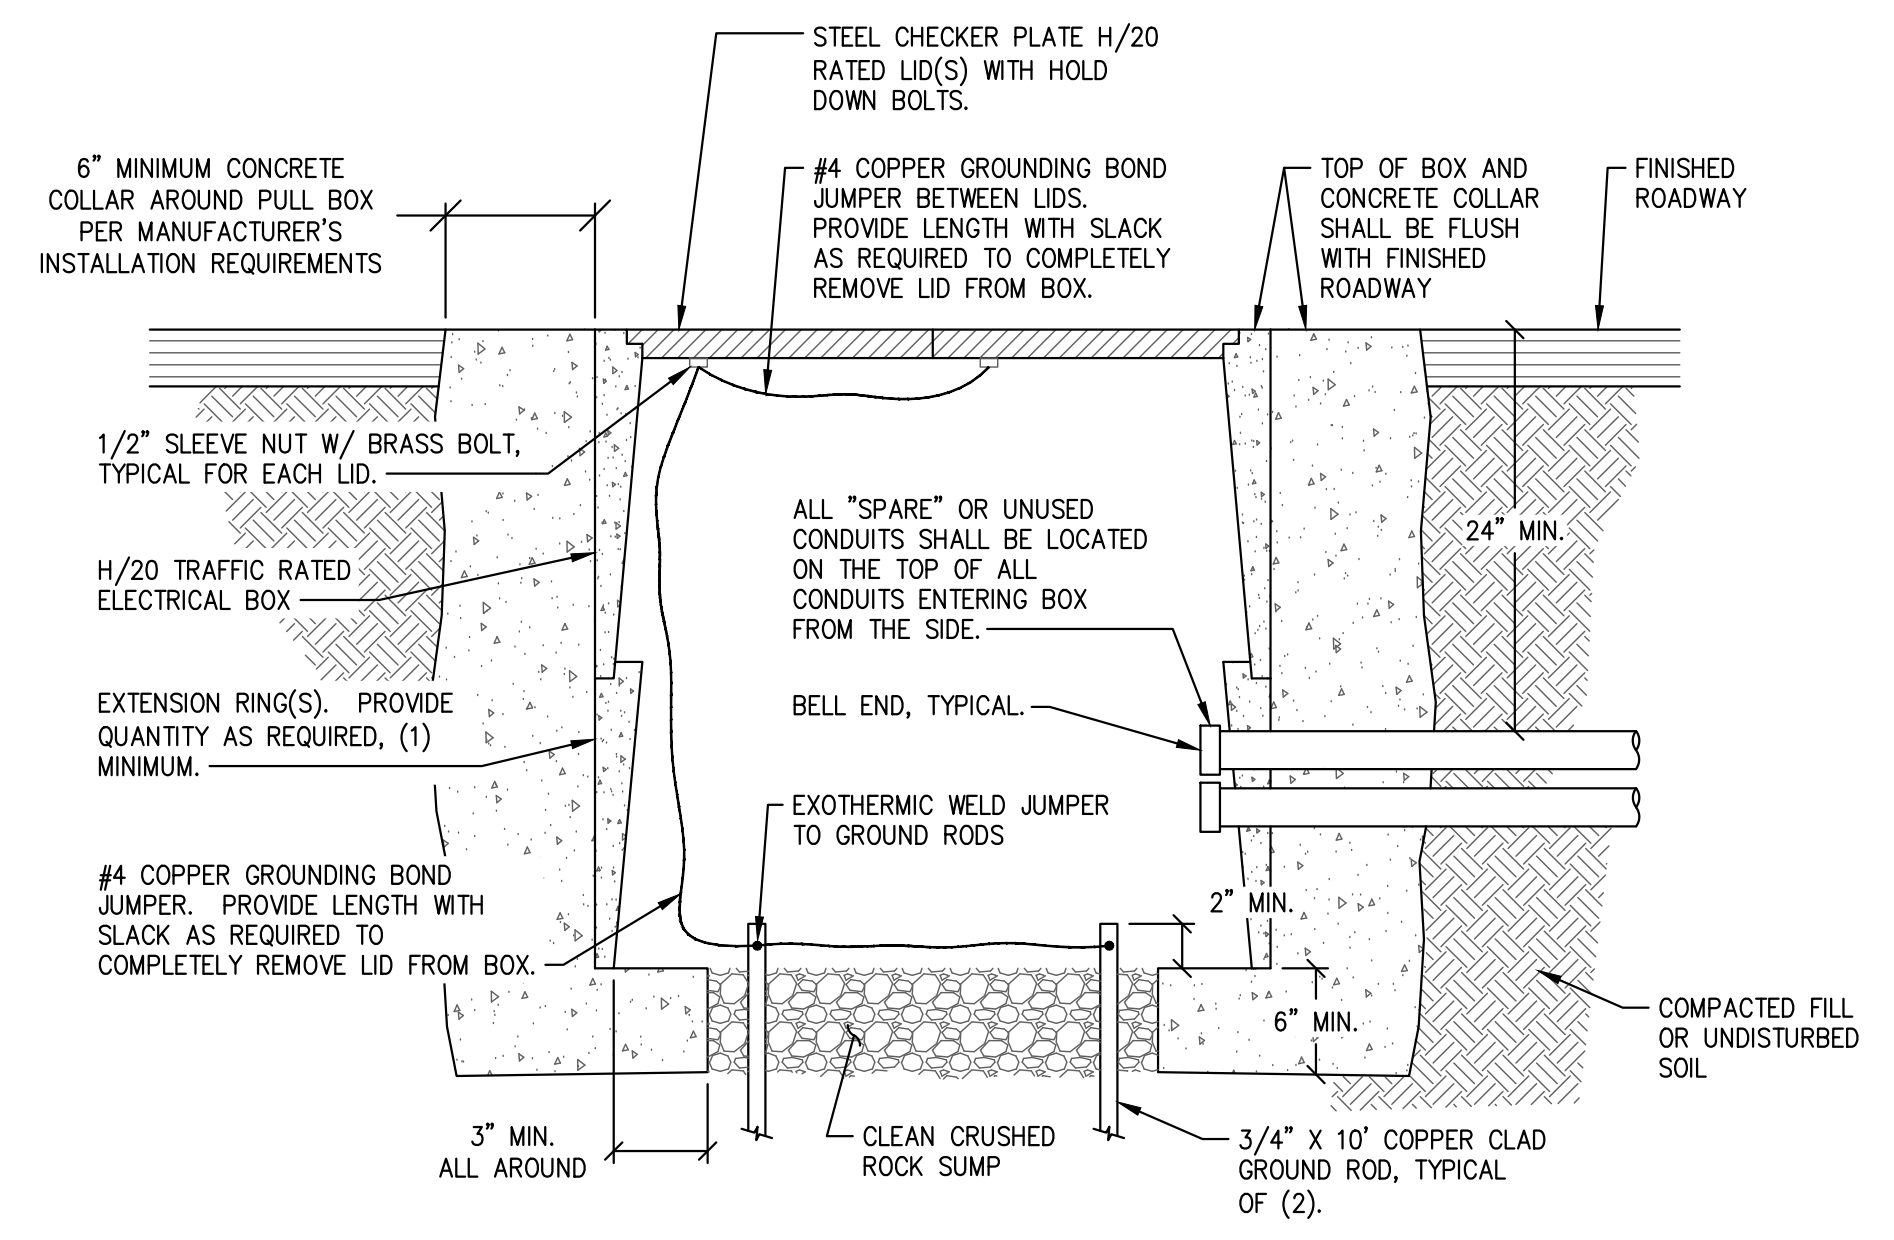 STEEL CHECKER PLATE H/20
RATED LID(S) WITH HOLD
DOWN BOLTS.
6” MINIMUM CONCRETE
COLLAR AROUND PULL BOX
PER MANUFACTURER'S
INSTALLATION REQUIREMENTS
#4 COPPER GROUNDING BOND
JUMPER BETWEEN LIDS.
PROVIDE LENGTH WITH SLACK
AS REQUIRED TO COMPLETELY
REMOVE LID FROM BOX.
TOP OF BOX AND
CONCRETE COLLAR
SHALL BE FLUSH
WITH FINISHED
ROADWAY
FINISHED
ROADWAY
1/2” SLEEVE NUT W/ BRASS BOLT,
TYPICAL FOR EACH LID.
ALL ”SPARE” OR UNUSED
CONDUITS SHALL BE LOCATED
ON THE TOP OF ALL
CONDUITS ENTERING BOX
FROM THE SIDE.
24” MIN.
H/20 TRAFFIC RATED
ELECTRICAL BOX
EXTENSION RING(S). PROVIDE
QUANTITY AS REQUIRED, (1)
MINIMUM.
BELL END, TYPICAL.
EXOTHERMIC WELD JUMPER
TO GROUND RODS
#4 COPPER GROUNDING BOND
JUMPER. PROVIDE LENGTH WITH
SLACK AS REQUIRED TO
COMPLETELY REMOVE LID FROM BOX.
2” MIN.
6” MIN.
COMPACTED FILL
OR UNDISTURBED
SOIL
3” MIN.
ALL AROUND
CLEAN CRUSHED
ROCK SUMP
3/4” X 10' COPPER CLAD
GROUND ROD, TYPICAL
OF (2).